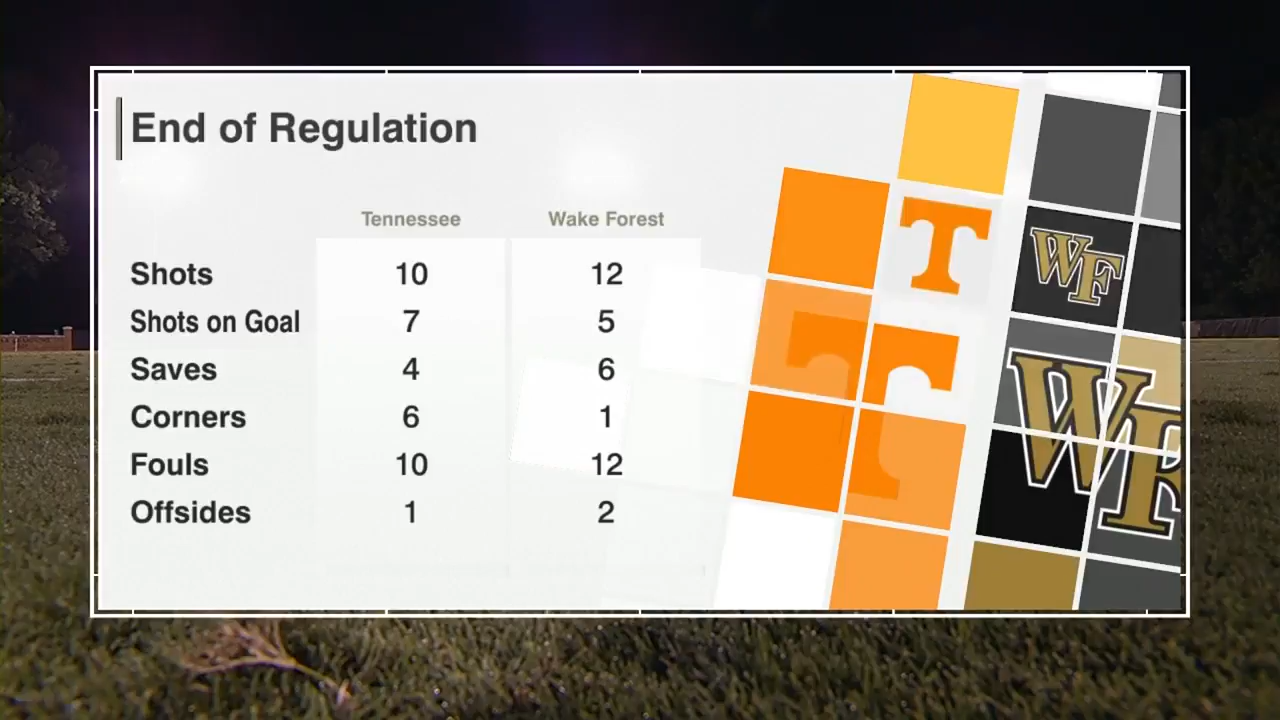 End of Regulation
Tennessee Wake Forest
Shots 10 12
Shots on Goal 7 5
Saves 4 6
Corners 6 1
Fouls 10 12
Offsides 1 2
T
WF
T
WF